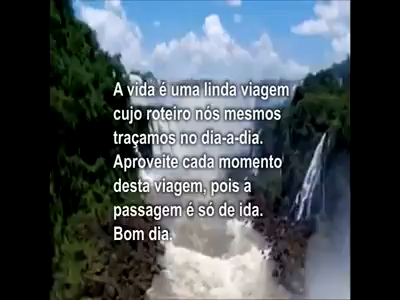 A vida é uma linda viagem
cujo roteiro nós mesmos
traçamos no dia-a-dia.
Aproveite cada momento
desta viagem, pois a
passagem é só de ida.
Bom dia.